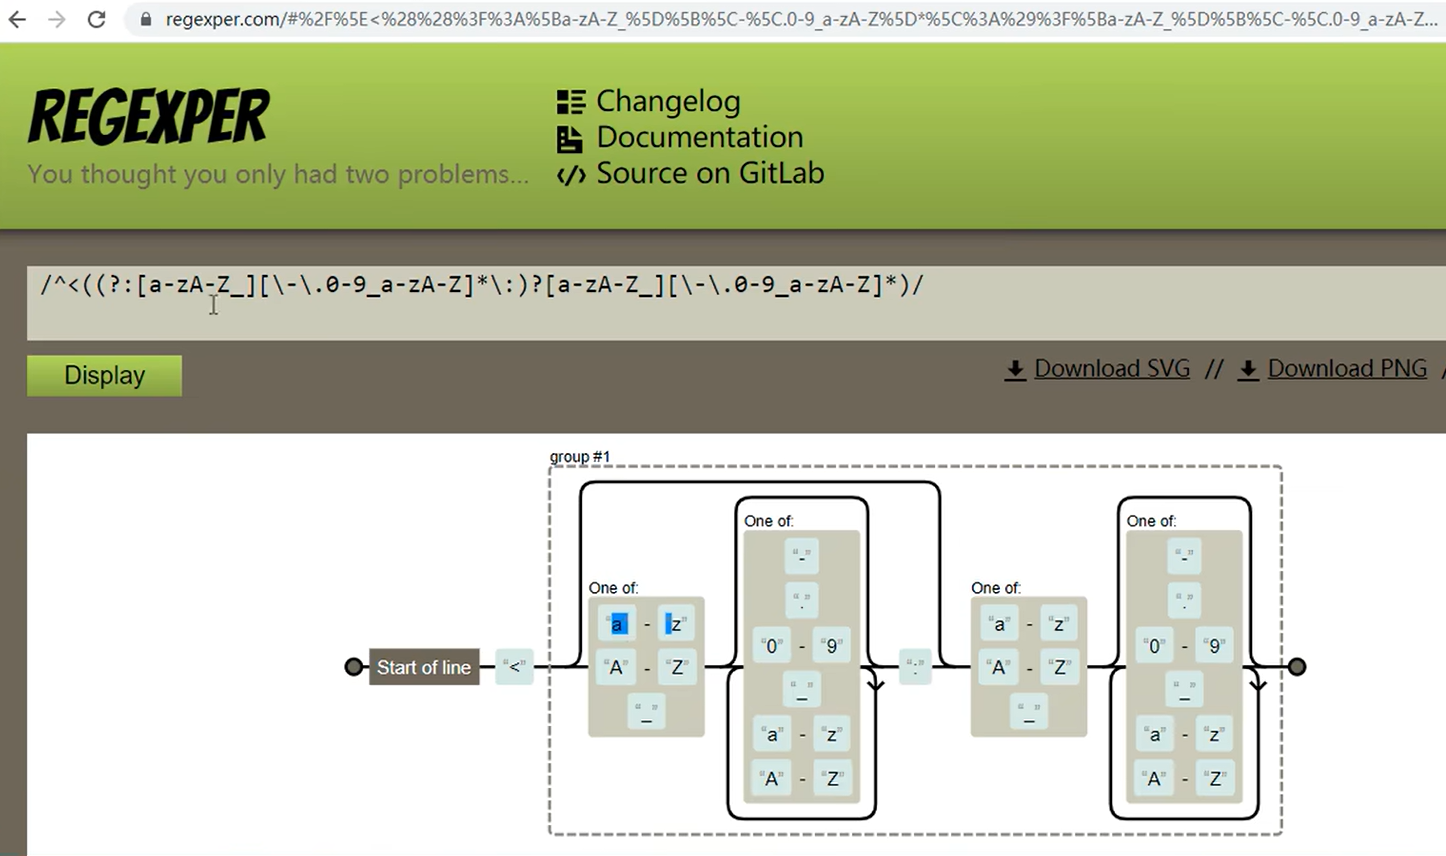 regexper.com/#%2F%5E<%28%28%3F%3A%5Ba-zA-Z_%5D%5B%5C-%5C.0-9_a-zA-Z%5D*%5C%3A%29%3F%5Ba-zA-Z_%5D%5B%5C-%5C.0-9_a-zA-Z...
REGEXPER
You thought you only had two problems...
Changelog
Documentation
Source on GitLab
/^<((?:[a-zA-Z_][\-\.0-9_a-zA-Z]*\:)?[a-zA-Z_][\-\.0-9_a-zA-Z]*)/
Display
Download SVG // Download PNG /
group #1
Start of line
“<”
One of:
“a” - “z”
“A” - “Z”
“_”
One of:
“-”
“.”
“0” - “9”
“_”
“a” - “z”
“A” - “Z”
“:”
One of:
“a” - “z”
“A” - “Z”
“_”
One of:
“-”
“.”
“0” - “9”
“_”
“a” - “z”
“A” - “Z”